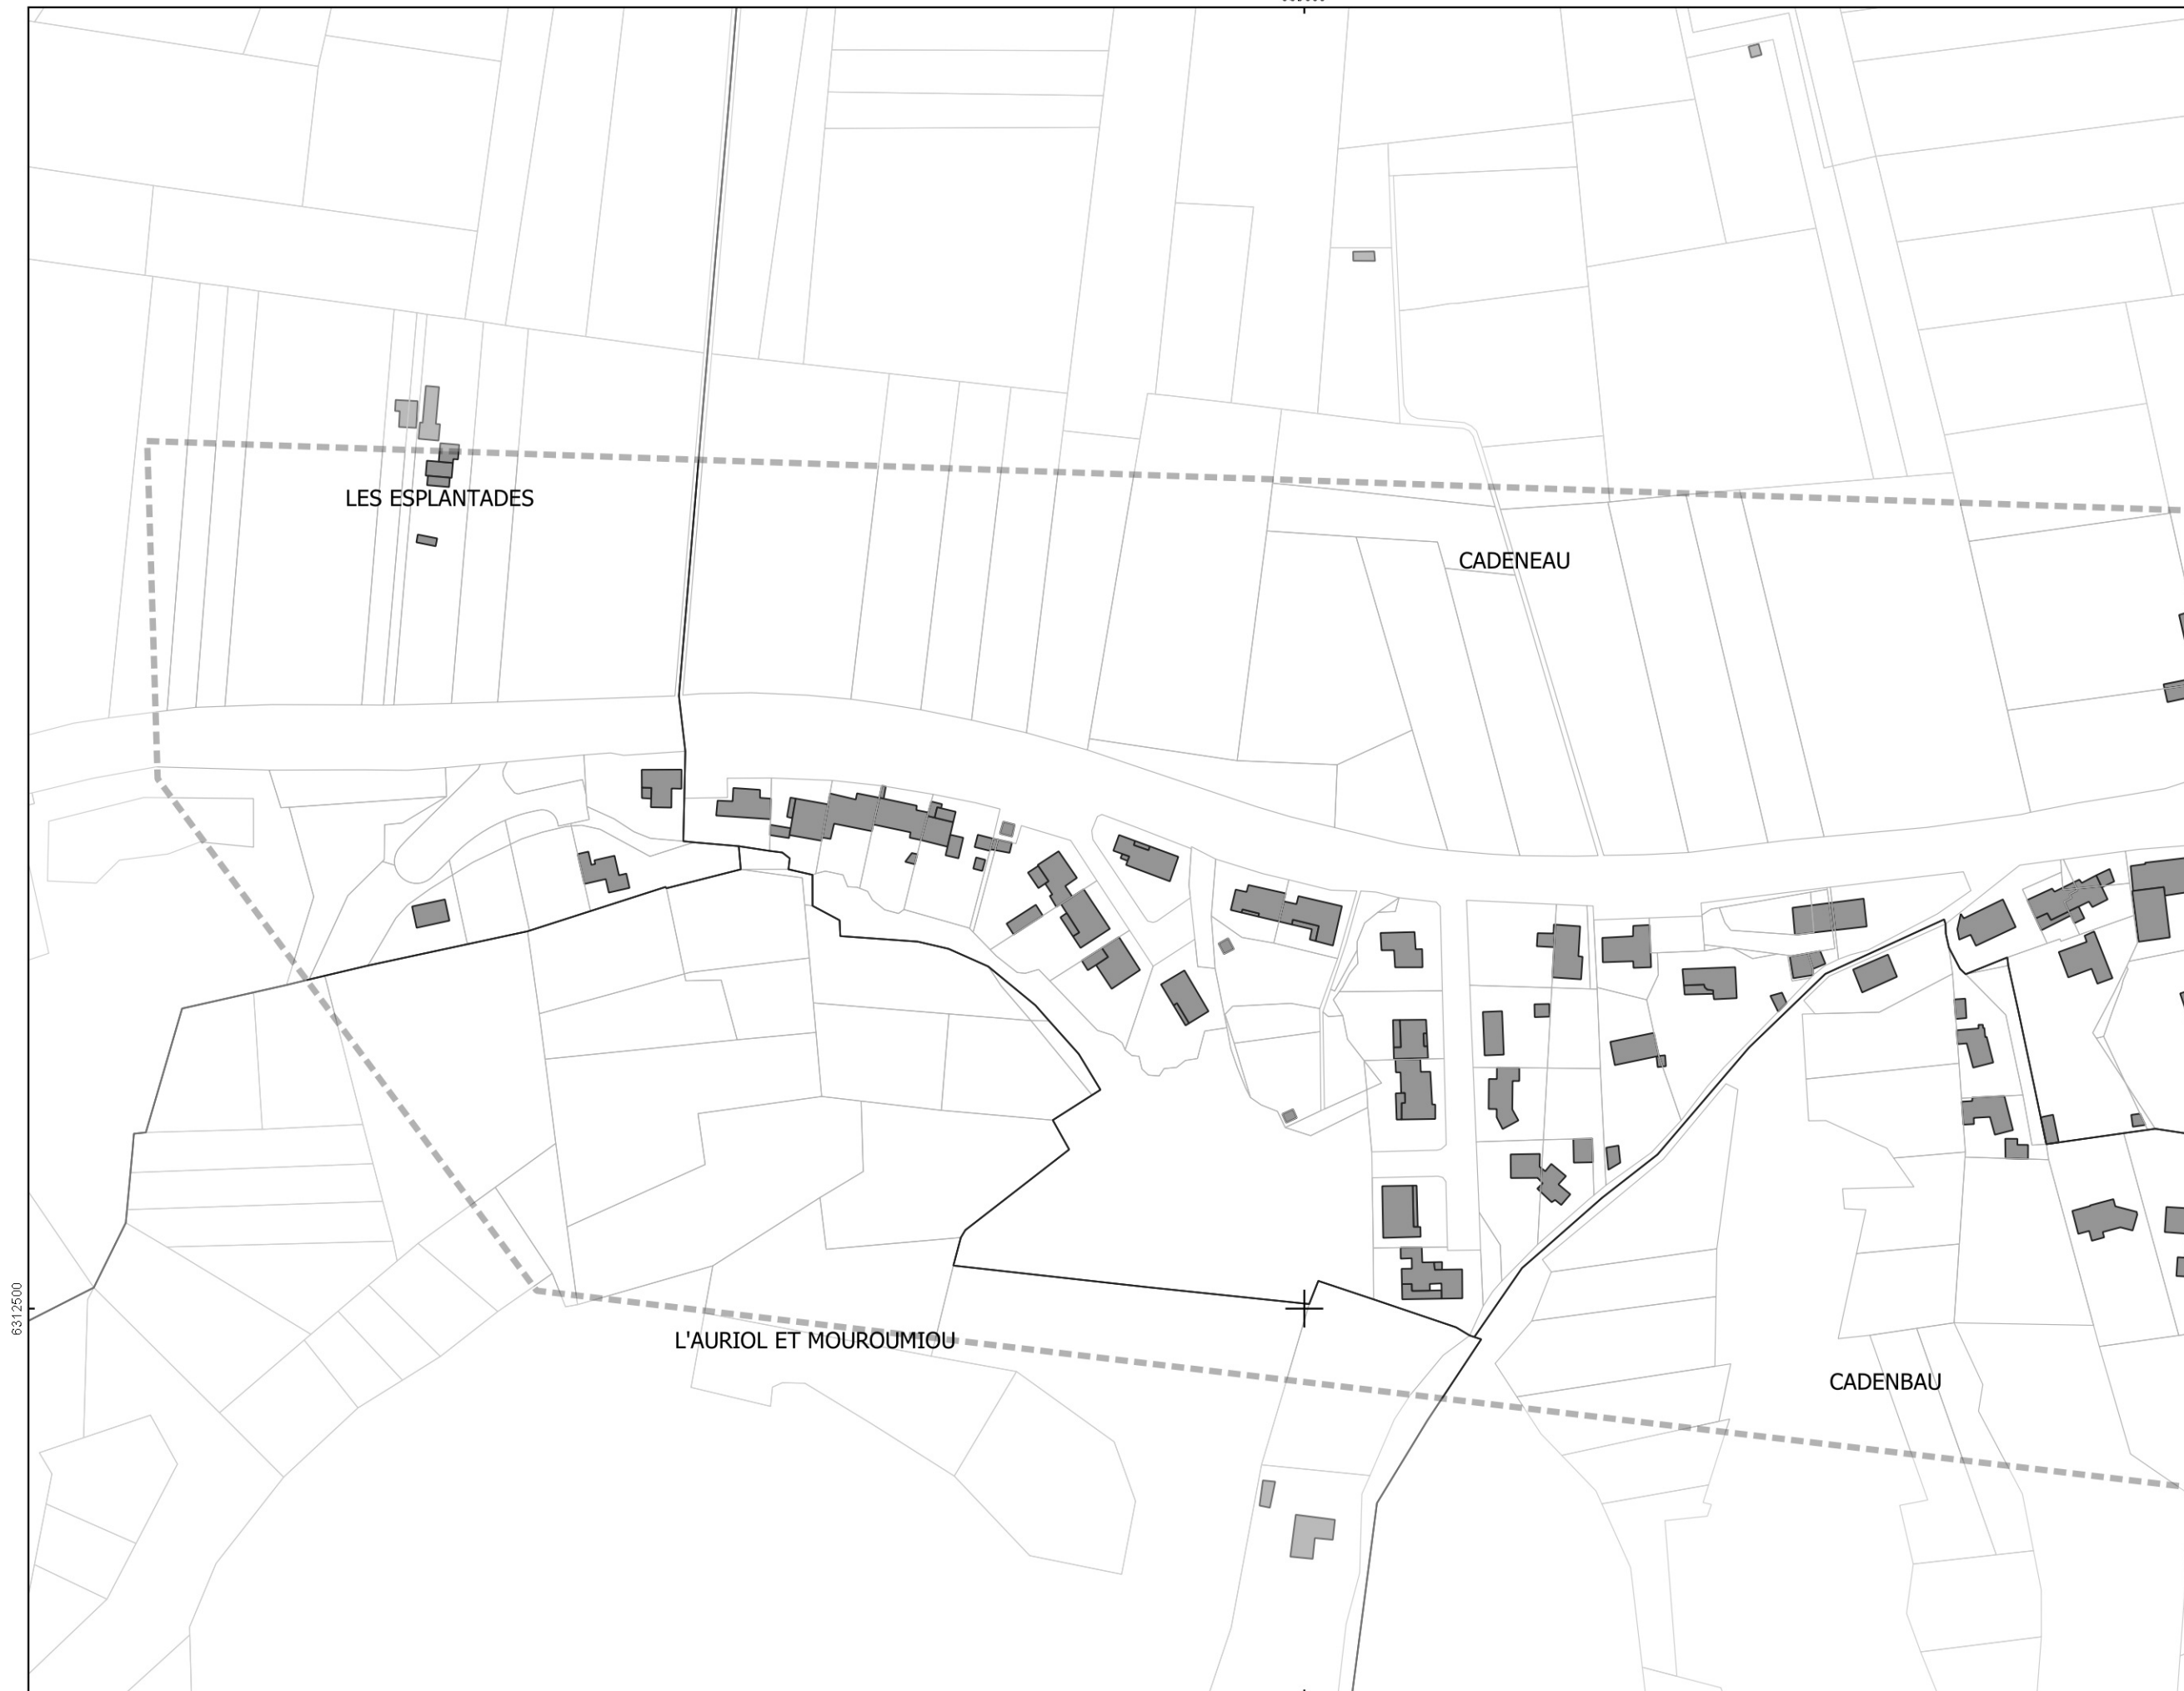 LES ESPLANTADES
CADENEAU
6312500
L'AURIOL ET MOUROUMIOU
CADENBAU